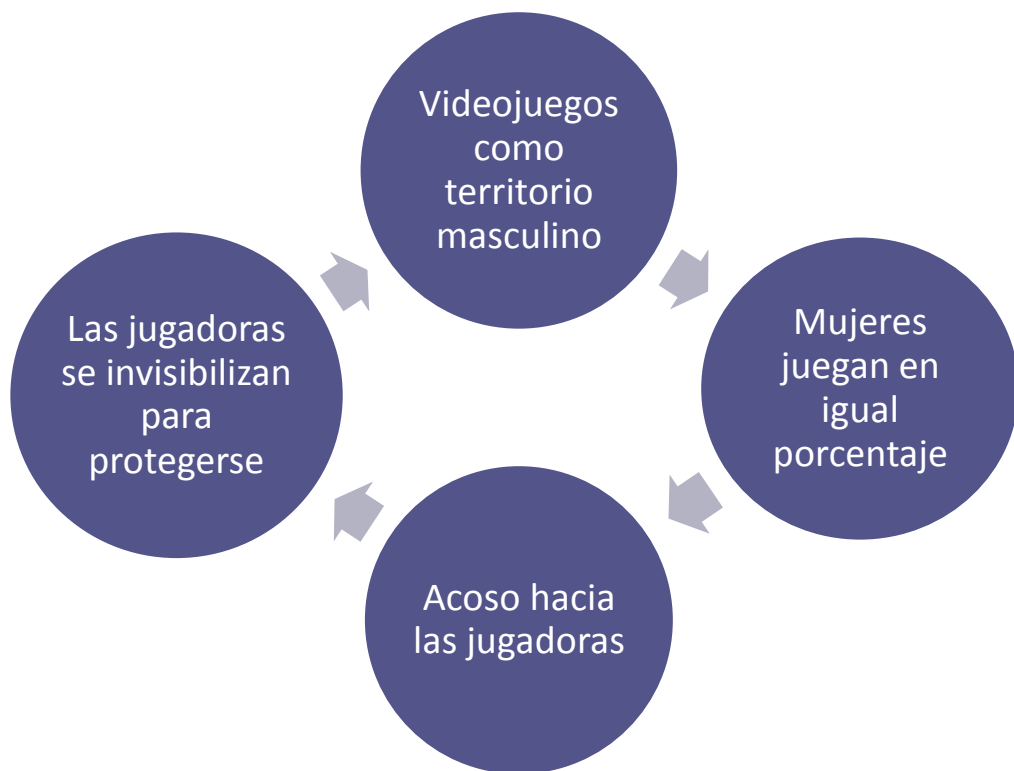 Videojuegos
como
territorio
masculino
Mujeres
juegan en
igual
porcentaje
Acoso hacia
las jugadoras
Las jugadoras
se invisibilizan
para
protegerse